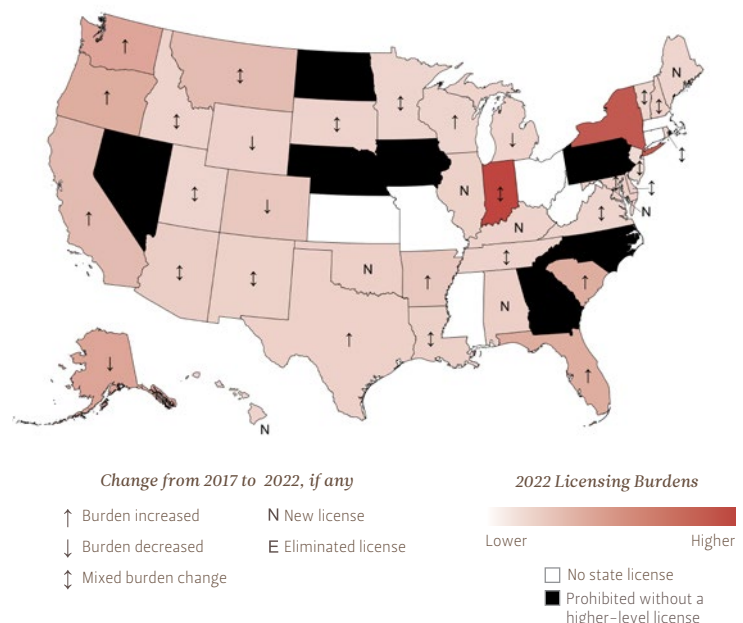 N
N
N
N
N
N
N
Change from 2017 to 2022, if any
↑ Burden increased
↓ Burden decreased
↕ Mixed burden change
N New license
E Eliminated license
2022 Licensing Burdens
Lower
Higher
No state license
Prohibited without a
higher-level license